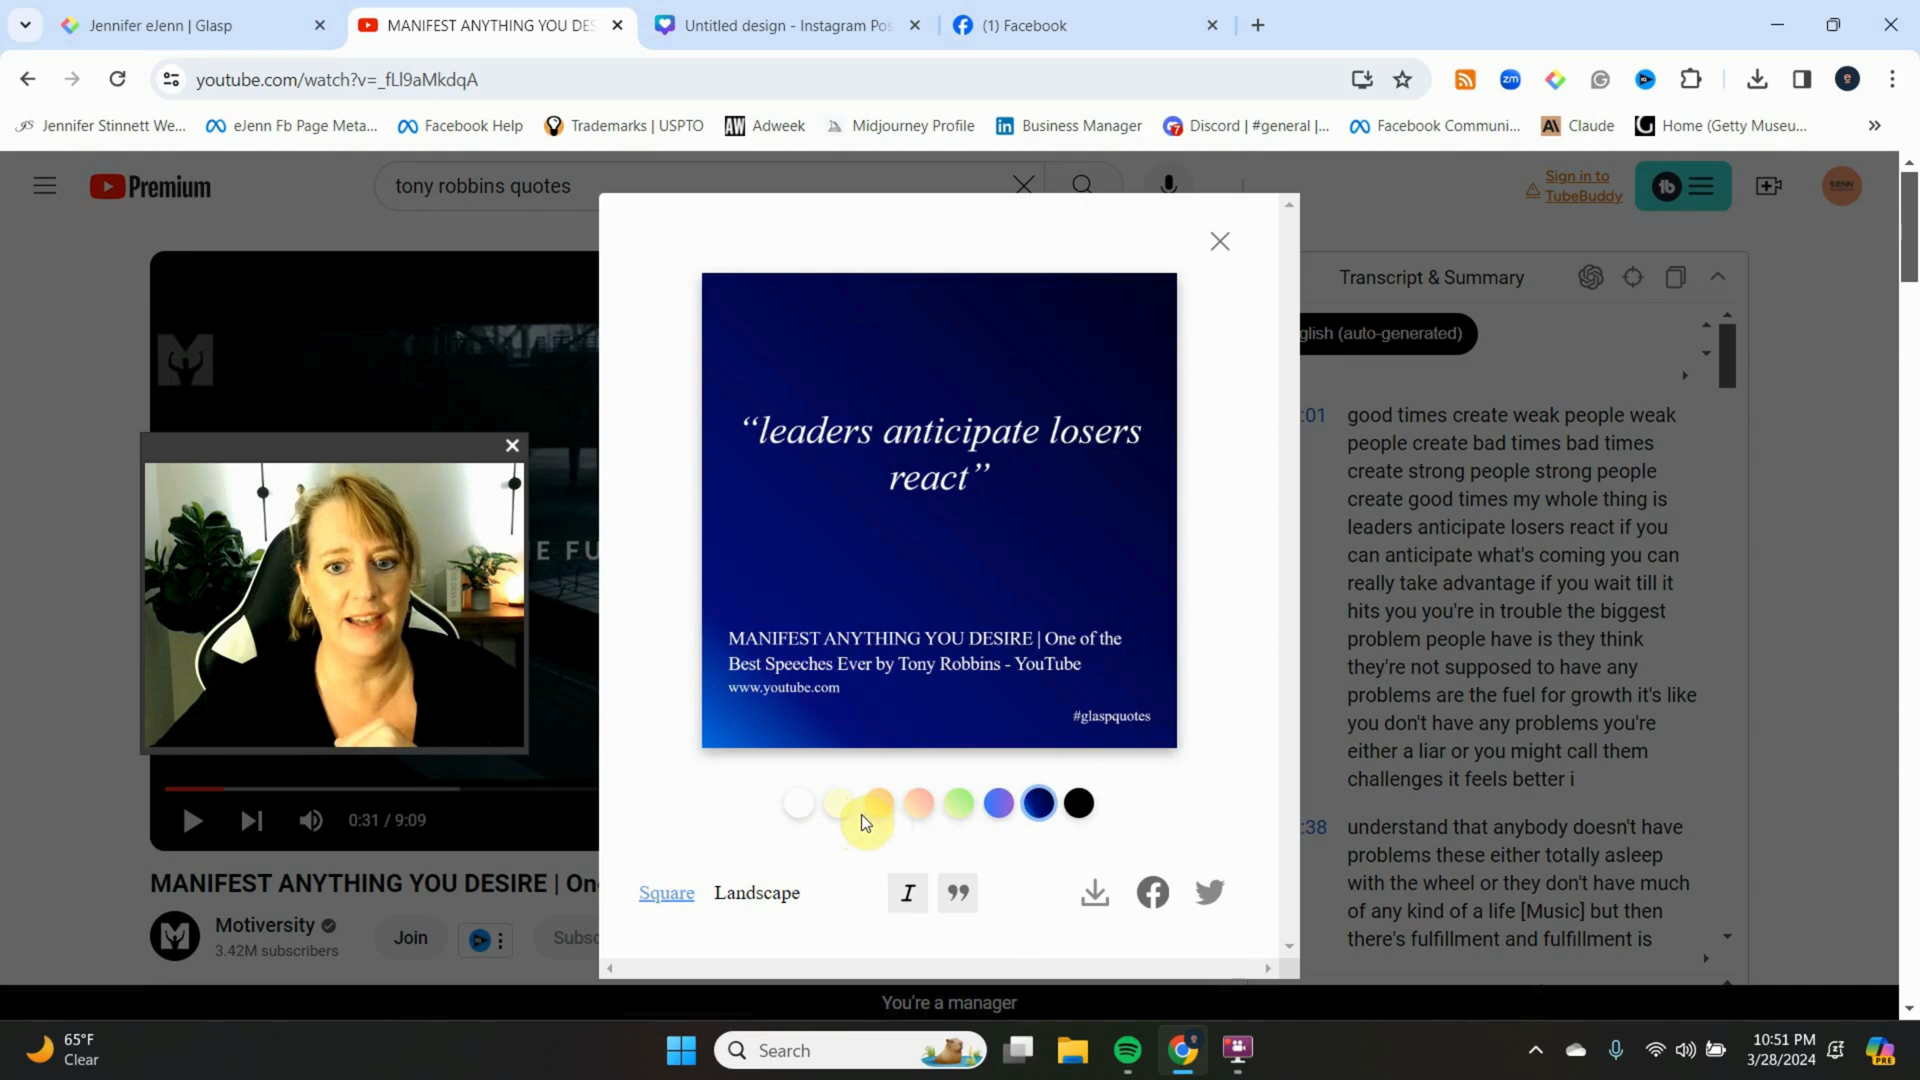 Jennifer eJenn | Glasp
MANIFEST ANYTHING YOU DES
Untitled design - Instagram Pos
(1) Facebook
youtube.com/watch?v=_fLl9aMkdqA
zm
Jennifer Stinnett We...
eJenn Fb Page Meta...
Facebook Help
Trademarks | USPTO
Adweek
Midjourney Profile
Business Manager
Discord | #general |...
Facebook Communi...
Claude
Home (Getty Museu...
Premium
tony robbins quotes
Sign in to
TubeBuddy
Transcript & Summary
glish (auto-generated)
“leaders anticipate losers
react”
MANIFEST ANYTHING YOU DESIRE | One of the
Best Speeches Ever by Tony Robbins - YouTube
www.youtube.com
#glaspquotes
E FU
:01
good times create weak people weak
people create bad times bad times
create strong people strong people
create good times my whole thing is
leaders anticipate losers react if you
can anticipate what's coming you can
really take advantage if you wait till it
hits you you're in trouble the biggest
problem people have is they think
they're not supposed to have any
problems are the fuel for growth it's like
you don't have any problems you're
either a liar or you might call them
challenges it feels better i
:38
understand that anybody doesn't have
problems these either totally asleep
with the wheel or they don't have much
of any kind of a life [Music] but then
there's fulfillment and fulfillment is
0:31 / 9:09
MANIFEST ANYTHING YOU DESIRE | On
Motiversity
3.42M subscribers
Join
Subsc
Square
Landscape
I
You're a manager
65°F
Clear
Search
10:51 PM
3/28/2024
PRE